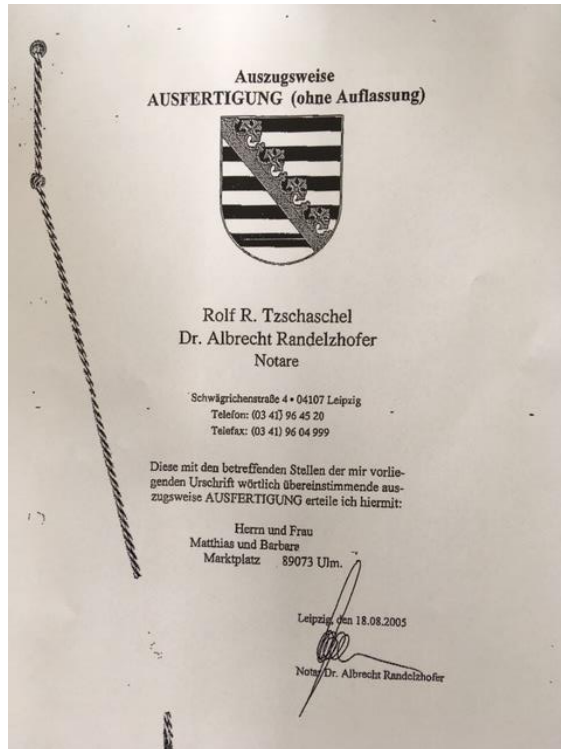 Auszugsweise
AUSFERTIGUNG (ohne Auflassung)
Rolf R. Tzschaschel
Dr. Albrecht Randelzhofer
Notare
Schwägrichenstraße 4 • 04107 Leipzig
Telefon: (03 41) 96 45 20
Telefax: (03 41) 96 04 999
Diese mit den betreffenden Stellen der mir vorlie-
genden Urschrift wörtlich übereinstimmende aus-
zugsweise AUSFERTIGUNG erteile ich hiermit:
Herrn und Frau
Matthias und Barbara
Marktplatz 89073 Ulm.
Leipzig, den 18.08.2005
Notar Dr. Albrecht Randelzhofer